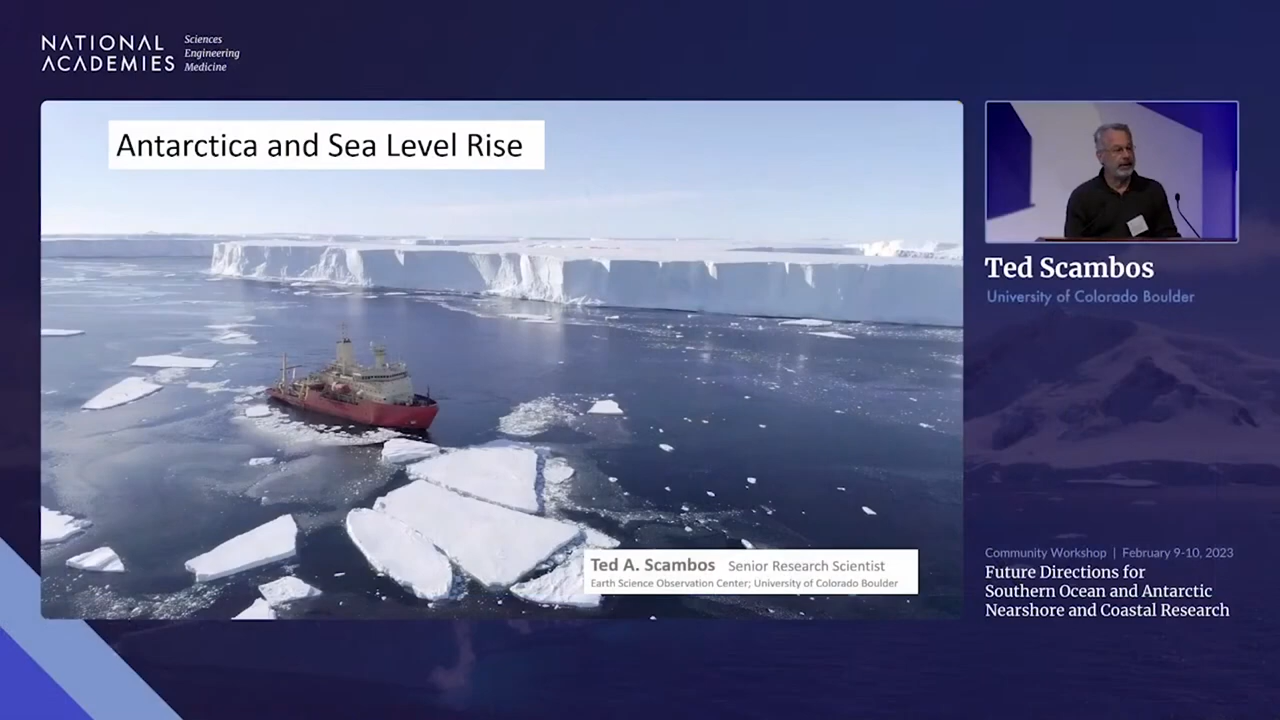 NATIONAL
ACADEMIES
Sciences
Engineering
Medicine
Antarctica and Sea Level Rise
Ted A. Scambos Senior Research Scientist
Earth Science Observation Center; University of Colorado Boulder
Ted Scambos
University of Colorado Boulder
Community Workshop | February 9-10, 2023
Future Directions for
Southern Ocean and Antarctic
Nearshore and Coastal Research